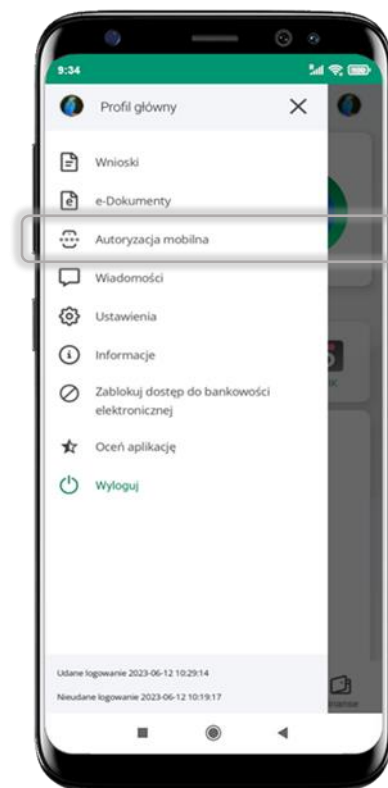 9:34
Profil główny
Wnioski
e-Dokumenty
Autoryzacja mobilna
Wiadomości
Ustawienia
Informacje
Zablokuj dostęp do bankowości
elektronicznej
Oceń aplikację
Wyloguj
Udane logowanie 2023-06-12 10:29:14
Nieudane logowanie 2023-06-12 10:19:17